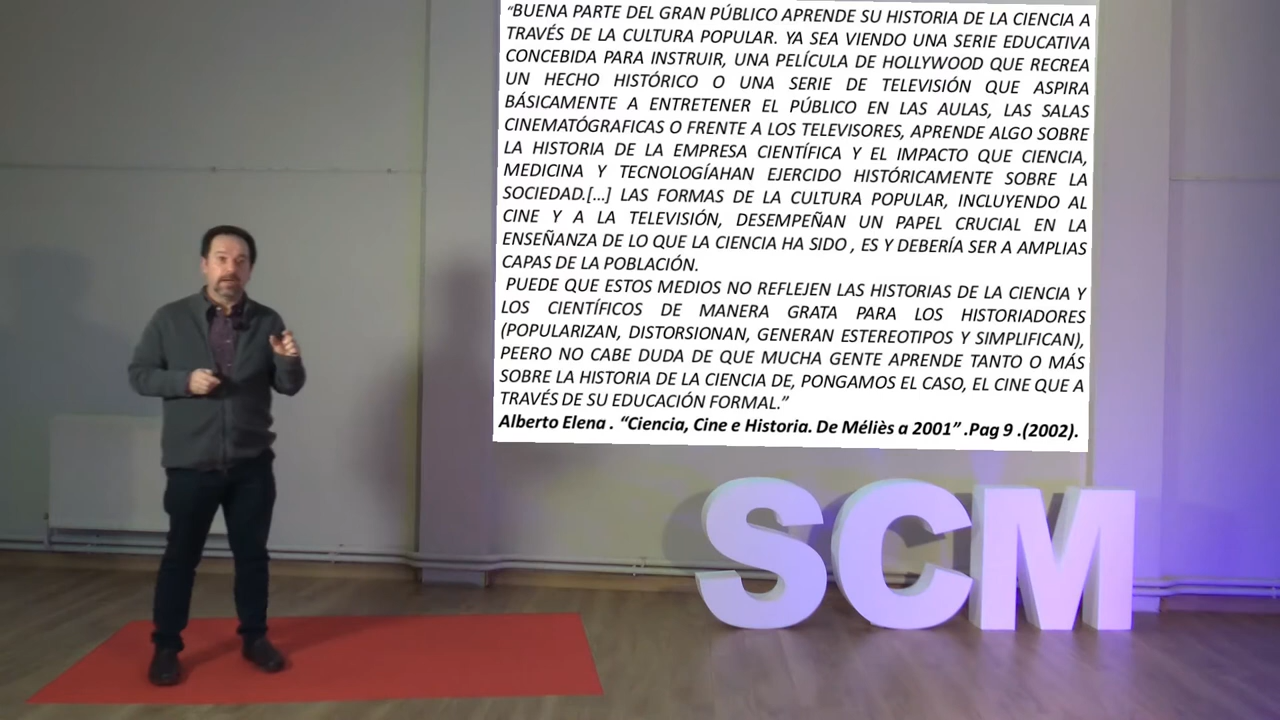 “BUENA PARTE DEL GRAN PÚBLICO APRENDE SU HISTORIA DE LA CIENCIA A
TRAVÉS DE LA CULTURA POPULAR. YA SEA VIENDO UNA SERIE EDUCATIVA
CONCEBIDA PARA INSTRUIR, UNA PELÍCULA DE HOLLYWOOD QUE RECREA
UN HECHO HISTÓRICO O UNA SERIE DE TELEVISIÓN QUE ASPIRA
BÁSICAMENTE A ENTRETENER EL PÚBLICO EN LAS AULAS, LAS SALAS
CINEMATÓGRAFICAS O FRENTE A LOS TELEVISORES, APRENDE ALGO SOBRE
LA HISTORIA DE LA EMPRESA CIENTÍFICA Y EL IMPACTO QUE CIENCIA,
MEDICINA Y TECNOLOGÍAHAN EJERCIDO HISTÓRICAMENTE SOBRE LA
SOCIEDAD.[...] LAS FORMAS DE LA CULTURA POPULAR, INCLUYENDO AL
CINE Y A LA TELEVISIÓN, DESEMPEÑAN UN PAPEL CRUCIAL EN LA
ENSEÑANZA DE LO QUE LA CIENCIA HA SIDO , ES Y DEBERÍA SER A AMPLIAS
CAPAS DE LA POBLACIÓN.
PUEDE QUE ESTOS MEDIOS NO REFLEJEN LAS HISTORIAS DE LA CIENCIA Y
LOS CIENTÍFICOS DE MANERA GRATA PARA LOS HISTORIADORES
(POPULARIZAN, DISTORSIONAN, GENERAN ESTEREOTIPOS Y SIMPLIFICAN),
PEERO NO CABE DUDA DE QUE MUCHA GENTE APRENDE TANTO O MÁS
SOBRE LA HISTORIA DE LA CIENCIA DE, PONGAMOS EL CASO, EL CINE QUE A
TRAVÉS DE SU EDUCACIÓN FORMAL.”
Alberto Elena . “Ciencia, Cine e Historia. De Méliès a 2001” .Pag 9 .(2002).
SCM